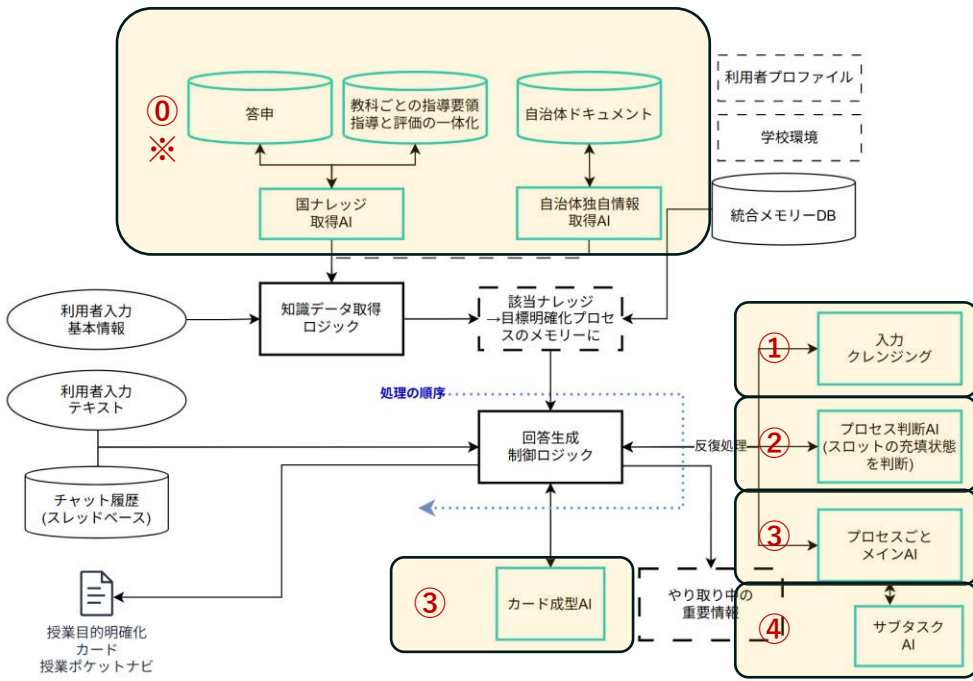 ⓪
※
答申
教科ごとの指導要領
指導と評価の一体化
自治体ドキュメント
利用者プロファイル
学校環境
国ナレッジ
取得AI
自治体独自情報
取得AI
統合メモリーDB
利用者入力
基本情報
知識データ取得
ロジック
該当ナレッジ
→目標明確化プロセ
スのメモリーに
①
入力
クレンジング
利用者入力
テキスト
処理の順序
回答生成
制御ロジック
反復処理
②
プロセス判断AI
(スロットの充填状態
を判断)
チャット履歴
(スレッドベース)
③
プロセスごと
メインAI
③
カード成型AI
やり取り中の
重要情報
④
サブタスク
AI
授業目的明確化
カード
授業ポケットナビ